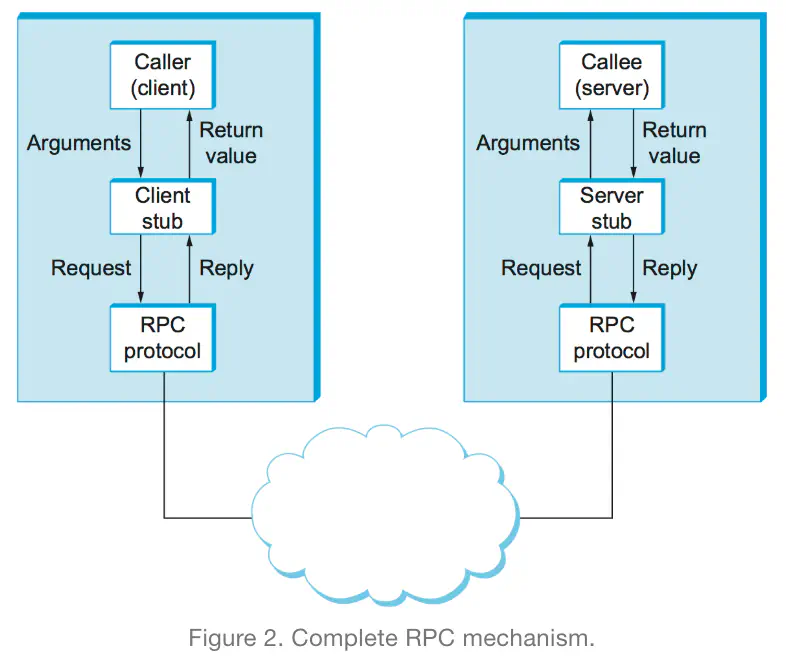 Caller
(client)
Arguments
Return
value
Client
stub
Request
Reply
RPC
protocol
Callee
(server)
Arguments
Return
value
Server
stub
Request
Reply
RPC
protocol
Figure 2. Complete RPC mechanism.